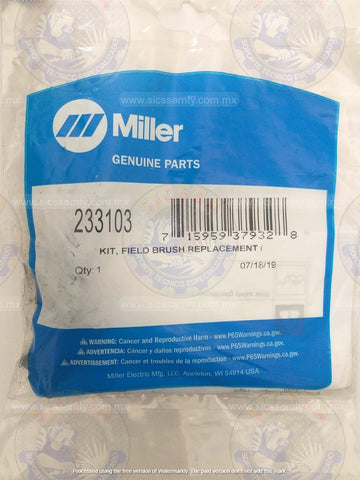 www.sicssamty.com.mx
Miller
GENUINE PARTS
233103
7 15959 37932 8
KIT, FIELD BRUSH REPLACEMENT /
Qty: 1
07/18/19
WARNING: Cancer and Reproductive Harm - www.P65Warnings.ca.gov.
ADVERTENCIA: Cáncer y daños reproductivos - www.P65Warnings.ca.gov.
AVERTISSEMENT: Cancer et troubles de la reproduction - www.P65Warnings.ca.gov.
Miller Electric Mfg. LLC, Appleton, WI 54914 USA
Processed using the free version of Watermarkly. The paid version does not add this mark.